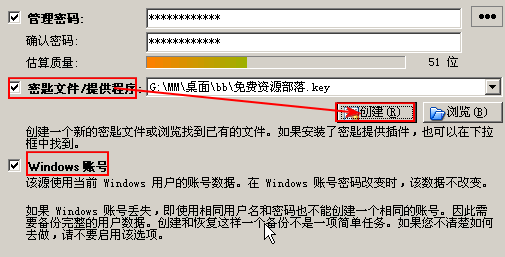 管理密码: ************ •••
确认密码: ************
估算质量: 51 位
密匙文件/提供程序: G:\MM\桌面\bb\免费资源部落.key
创建(R) 浏览(B)
创建一个新的密匙文件或浏览找到已有的文件。如果安装了密匙提供插件，也可以在下拉
框中找到。
Windows 账号
该源使用当前 Windows 用户的账号数据。在 Windows 账号密码改变时，该数据不改变。
如果 Windows 账号丢失，即使用相同用户名和密码也不能创建一个相同的账号。因此需
要备份完整的用户数据。创建和恢复这样一个备份不是一项简单任务。如果您不清楚如何
去做，请不要启用该选项。